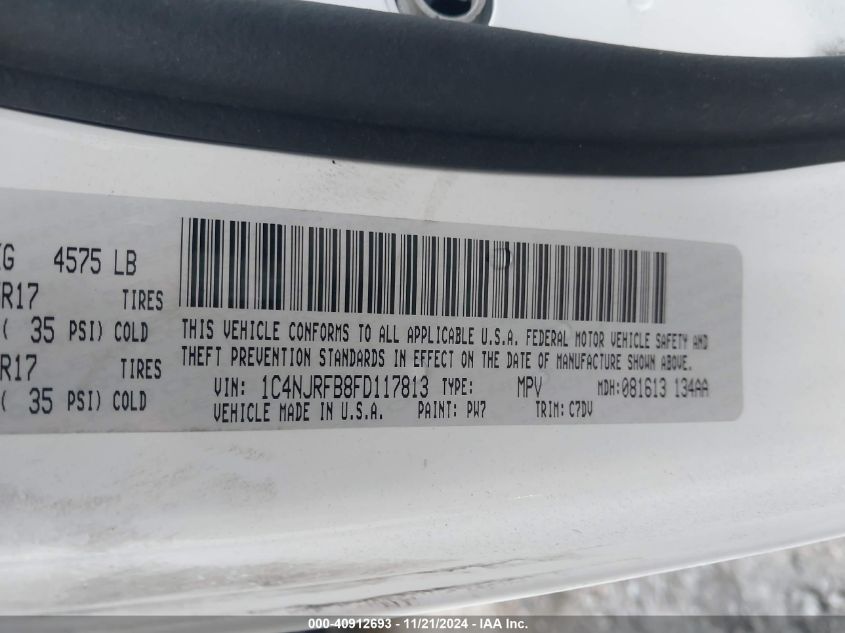 KG 4575 LB
R17 TIRES
( 35 PSI) COLD
R17 TIRES
( 35 PSI) COLD
THIS VEHICLE CONFORMS TO ALL APPLICABLE U.S.A. FEDERAL MOTOR VEHICLE SAFETY AND
THEFT PREVENTION STANDARDS IN EFFECT ON THE DATE OF MANUFACTURE SHOWN ABOVE.
VIN: 1C4NJRFB8FD117813 TYPE: MPV MDH:081613 134AA
VEHICLE MADE IN U.S.A. PAINT: PW7 TRIM: C7DV
000-40912693 - 11/21/2024 - IAA Inc.